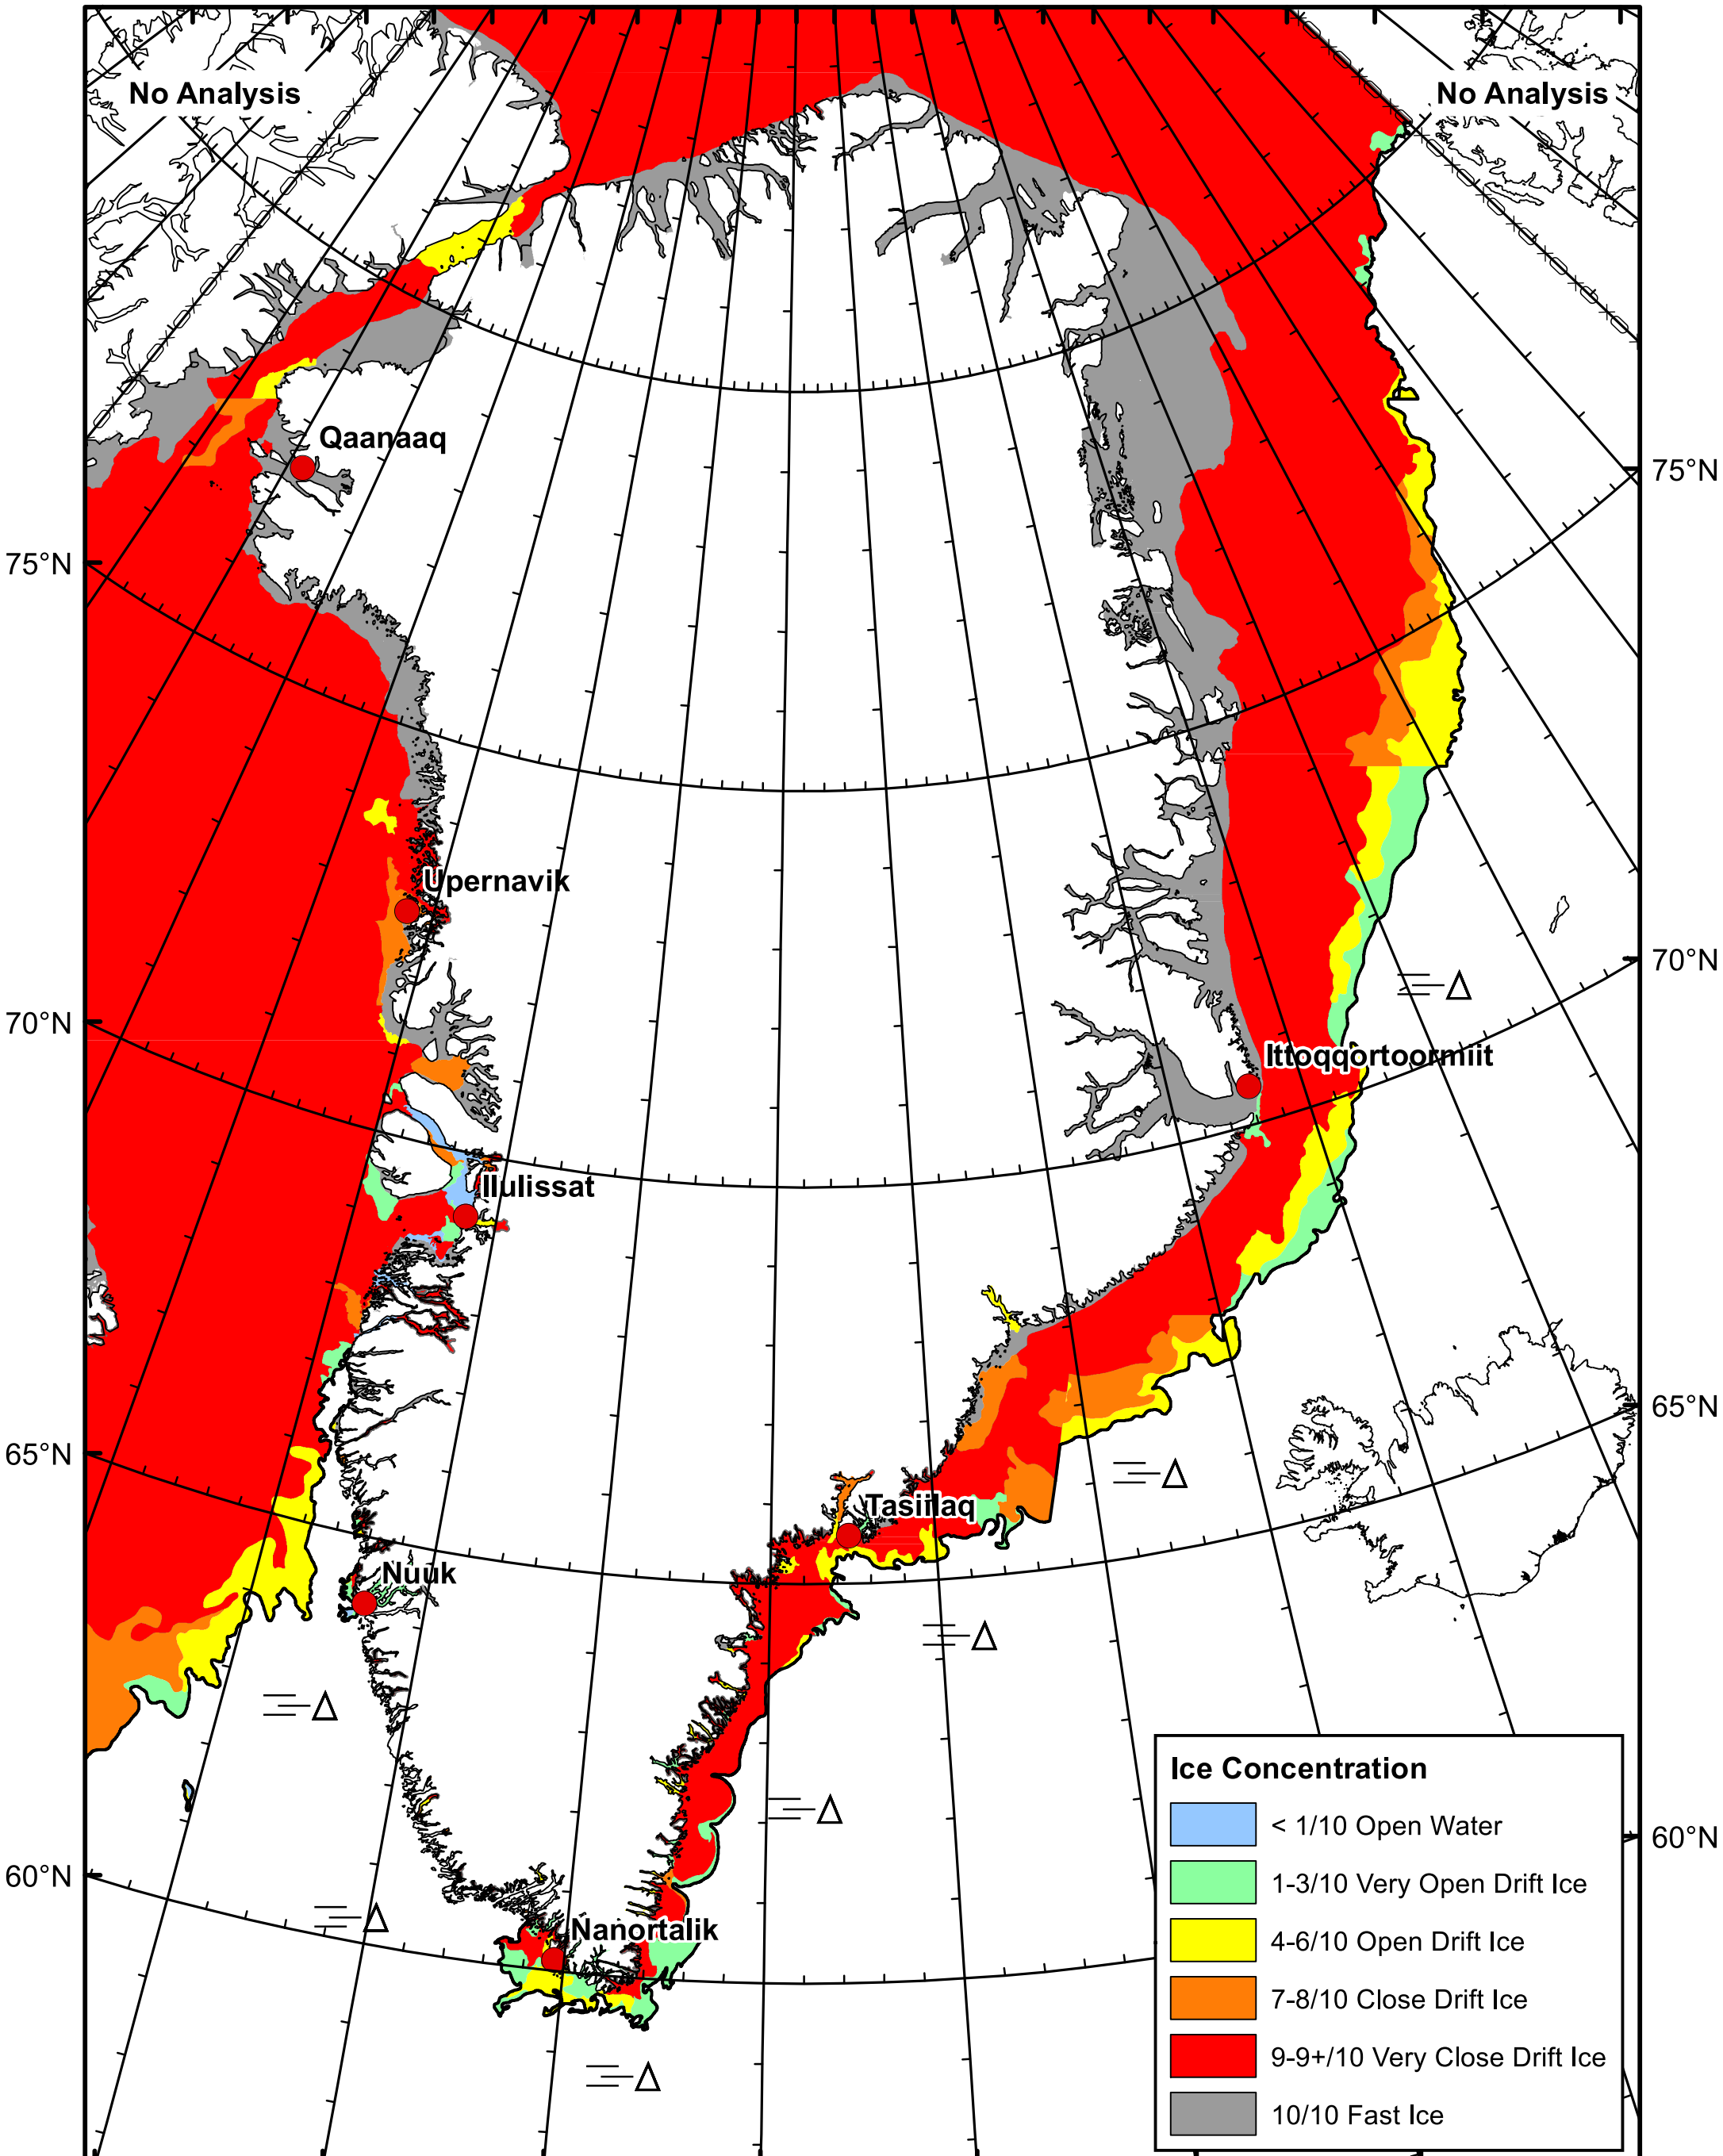 No Analysis
No Analysis
Qaanaaq
75°N
75°N
Upernavik
70°N
70°N
Ittoqqortoormiit
Ilulissat
65°N
65°N
Tasiilaq
Nuuk
60°N
60°N
Nanortalik
Ice Concentration
< 1/10 Open Water
1-3/10 Very Open Drift Ice
4-6/10 Open Drift Ice
7-8/10 Close Drift Ice
9-9+/10 Very Close Drift Ice
10/10 Fast Ice